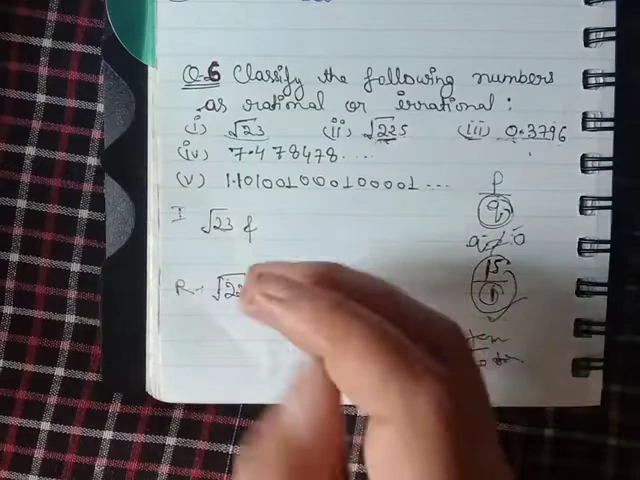 Q.6 Classify the following numbers
as rational or irrational :
(i) √23 (ii) √225 (iii) 0.3796
(iv) 7.478478....
(v) 1.101001000100001...
p
q
q≠0
I √23 &
15
1
R -